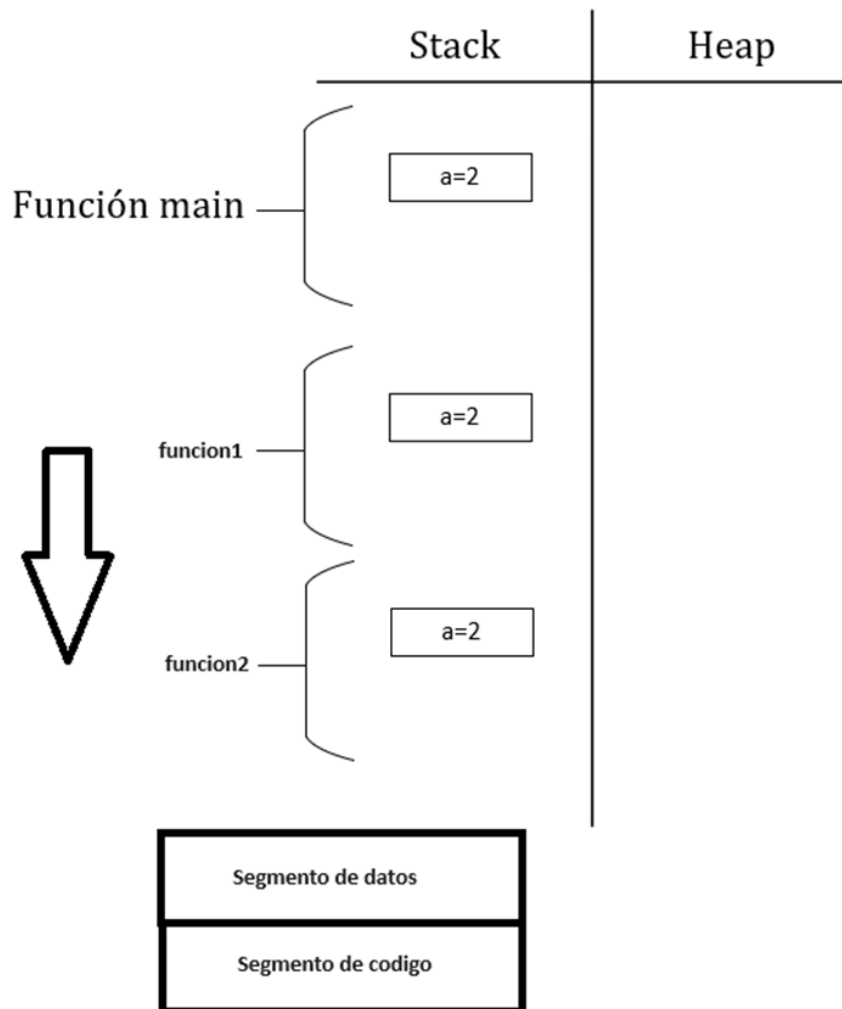 Stack
Heap
a=2
Función main
a=2
funcion1
a=2
funcion2
Segmento de datos
Segmento de codigo